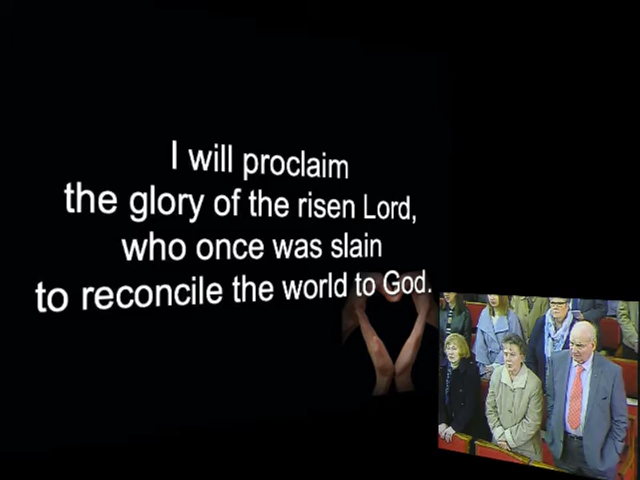 I will proclaim
the glory of the risen Lord,
who once was slain
to reconcile the world to God.